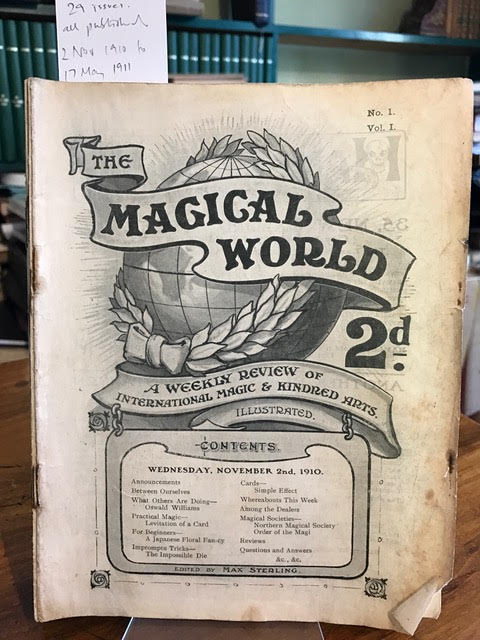 29 issues.
all published
2 Nov 1910 to
17 May 1911
No. 1.
Vol. I.
THE
MAGICAL
WORLD
2d.
A WEEKLY REVIEW OF
INTERNATIONAL MAGIC & KINDRED ARTS,
ILLUSTRATED.
CONTENTS.
WEDNESDAY, NOVEMBER 2nd, 1910.
Announcements
Between Ourselves
What Others Are Doing—
Oswald Williams
Practical Magic—
Levitation of a Card
For Beginners—
A Japanese Floral Fan-cy
Impromptu Tricks—
The Impossible Die
Cards—
Simple Effect
Whereabouts This Week
Among the Dealers
Magical Societies—
Northern Magical Society
Order of the Magi
Reviews
Questions and Answers
&c., &c.
EDITED BY MAX STERLING.